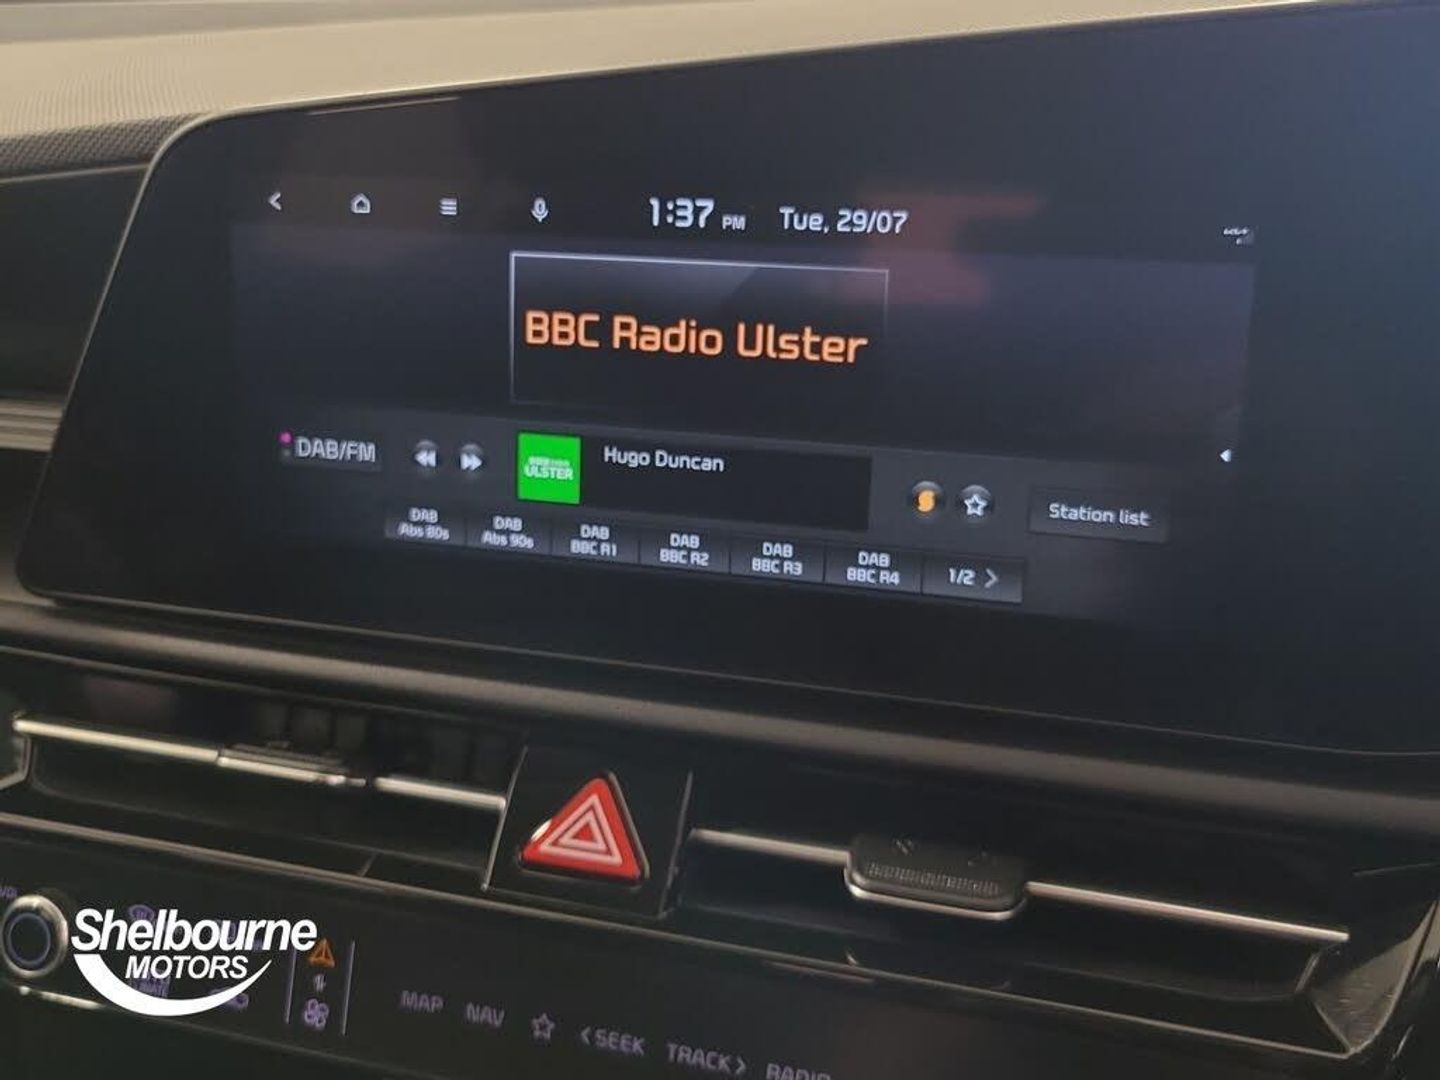 1:37 PM Tue, 29/07
BBC Radio Ulster
DAB/FM
ULSTER
Hugo Duncan
Station list
DAB Abs 80s
DAB Abs 90s
DAB BBC R1
DAB BBC R2
DAB BBC R3
DAB BBC R4
1/2 >
Shelbourne
MOTORS
CLIMATE
MAP NAV < SEEK TRACK > RADIO